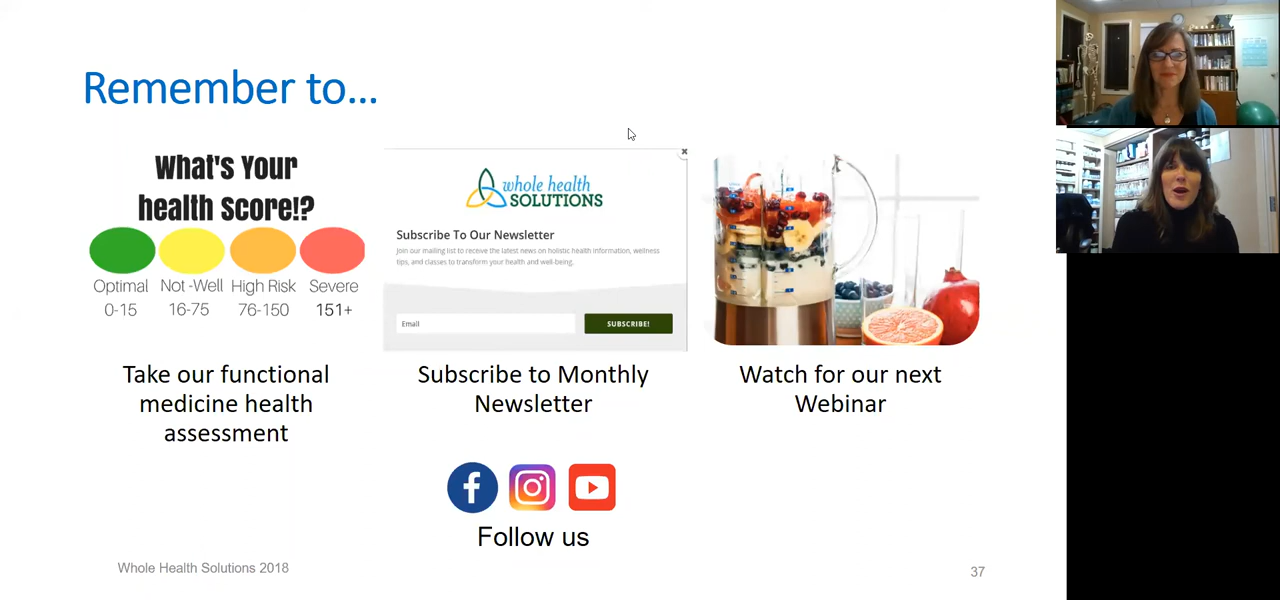 Remember to...
What's Your
health Score!?
Optimal
0-15
Not -Well
16-75
High Risk
76-150
Severe
151+
Take our functional
medicine health
assessment
whole health
SOLUTIONS
Subscribe To Our Newsletter
Join our mailing list to receive the latest news on holistic health information, wellness
tips, and classes to transform your health and well-being.
Email
SUBSCRIBE!
Subscribe to Monthly
Newsletter
Watch for our next
Webinar
Follow us
Whole Health Solutions 2018
37